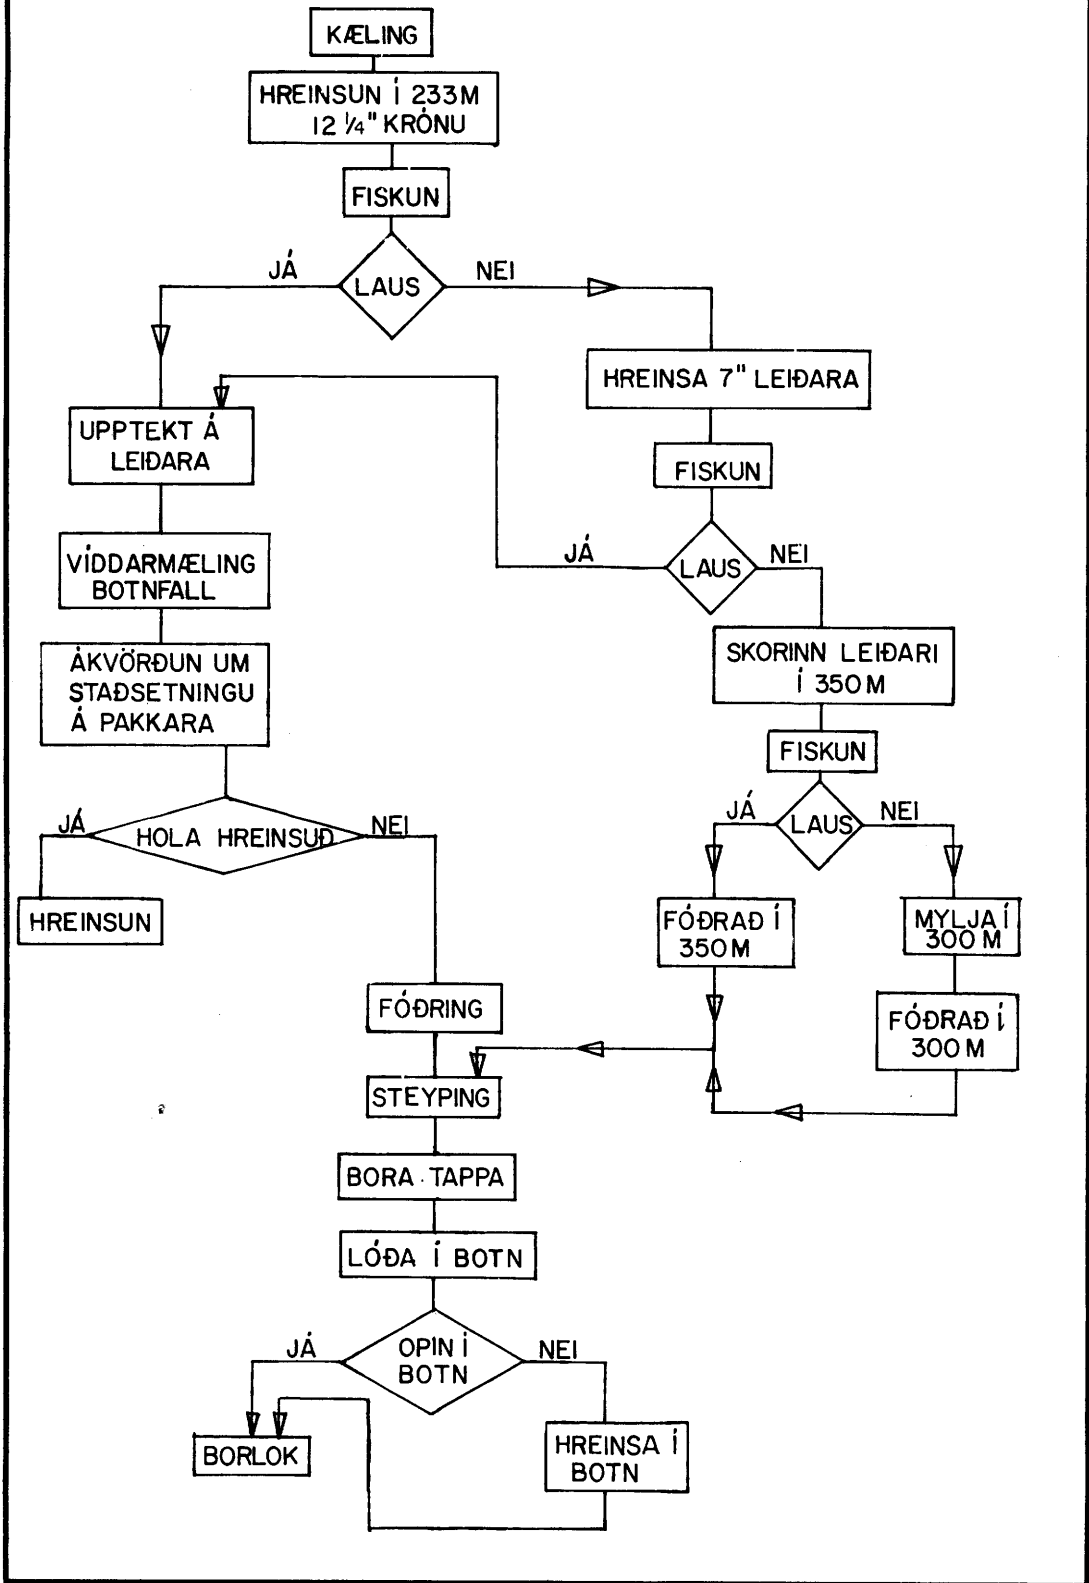 KÆLING
HREINSUN Í 233M
12 1/4" KRÓNU
FISKUN
LAUS
JÁ
NEI
HREINSA 7" LEIÐARA
UPPTEKT Á
LEIÐARA
FISKUN
LAUS
JÁ
NEI
VÍDDARMÆLING
BOTNFALL
SKORINN LEIÐARI
Í 350M
ÁKVÖRÐUN UM
STAÐSETNINGU
Á PAKKARA
FISKUN
JÁ
LAUS
NEI
JÁ
HOLA HREINSUÐ
NEI
HREINSUN
FÓÐRAÐ Í
350M
MYLJA Í
300M
FÓÐRAÐ Í
300M
FÓÐRING
STEYPING
BORA TAPPA
LÓÐA Í BOTN
JÁ
OPIN Í
BOTN
NEI
BORLOK
HREINSA Í
BOTN